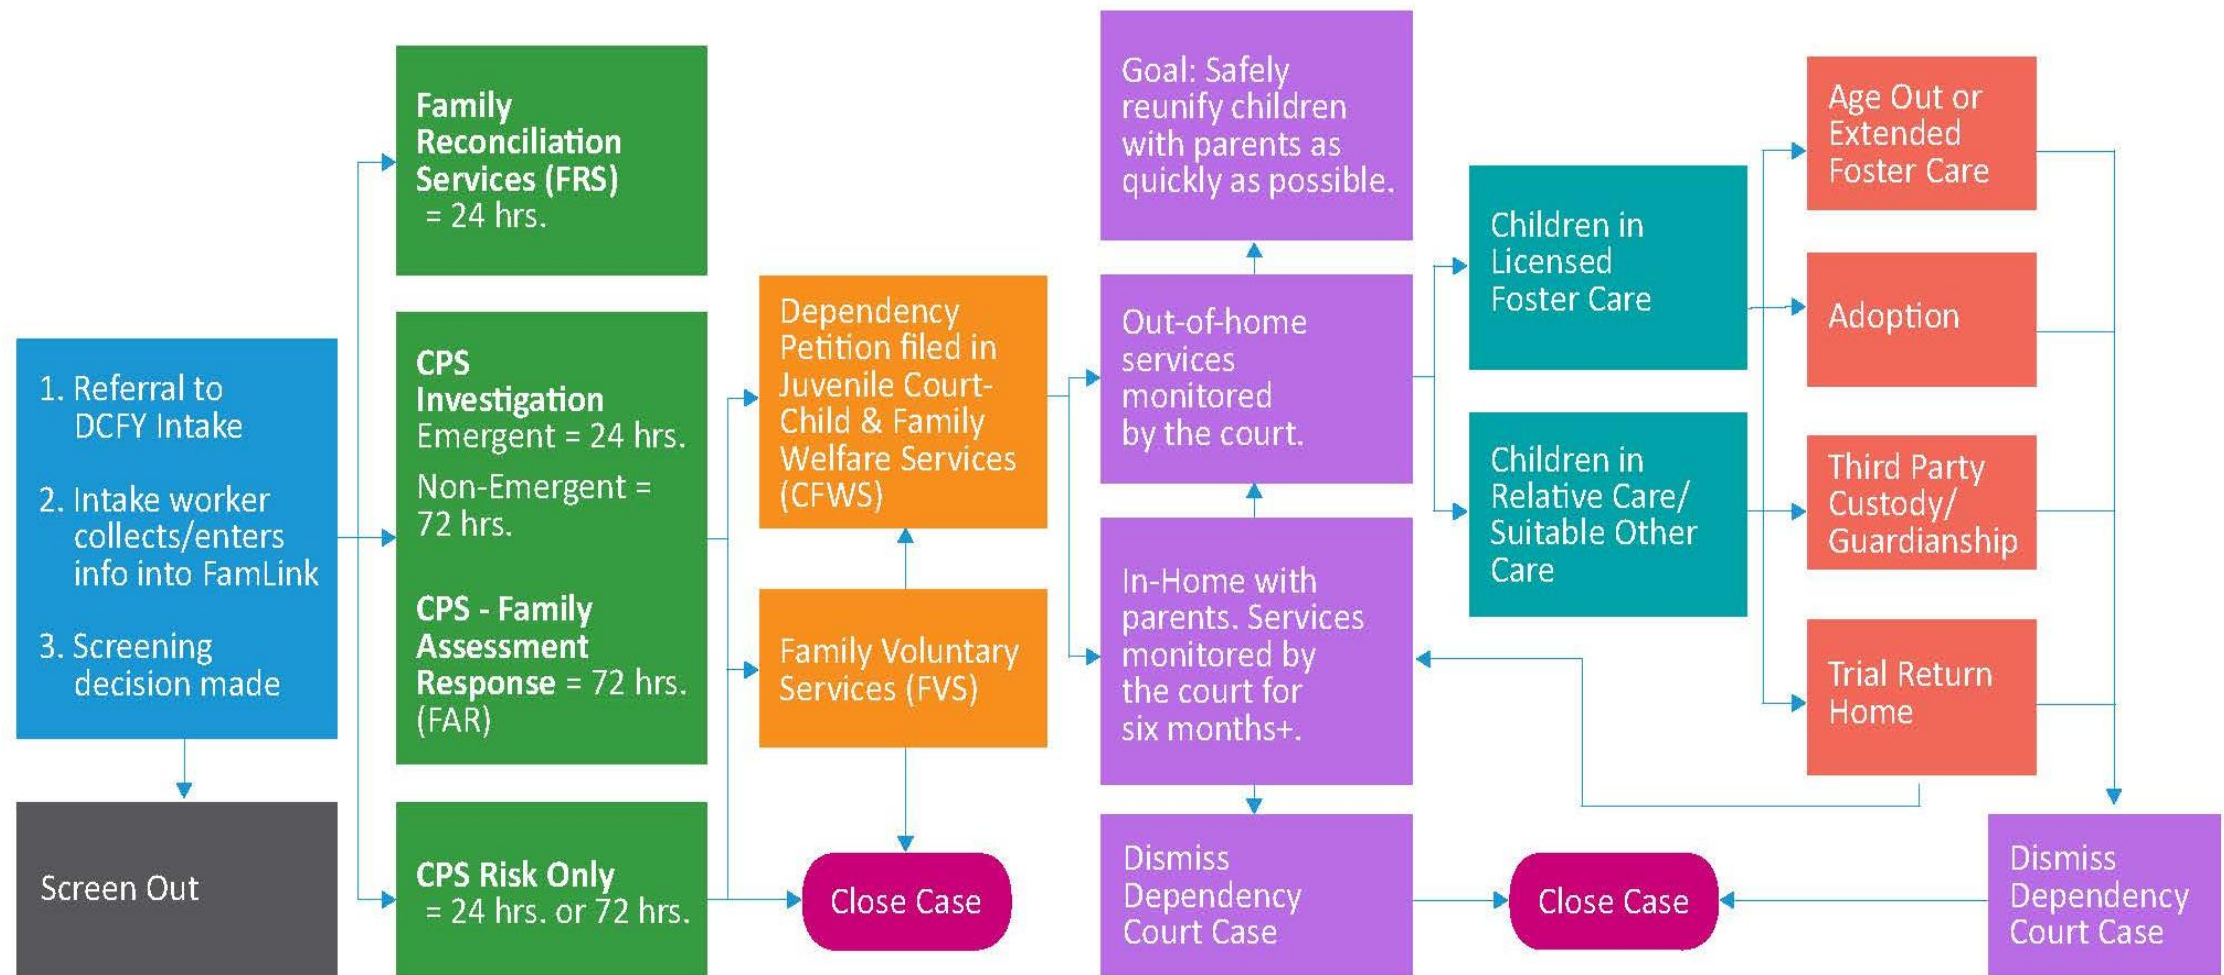 1. Referral to
DCFY Intake
2. Intake worker
collects/enters
info into FamLink
3. Screening
decision made
Screen Out
Family
Reconciliation
Services (FRS)
= 24 hrs.
CPS
Investigation
Emergent = 24 hrs.
Non-Emergent =
72 hrs.
CPS - Family
Assessment
Response = 72 hrs.
(FAR)
CPS Risk Only
= 24 hrs. or 72 hrs.
Dependency
Petition filed in
Juvenile Court-
Child & Family
Welfare Services
(CFWS)
Family Voluntary
Services (FVS)
Close Case
Goal: Safely
reunify children
with parents as
quickly as possible.
Out-of-home
services
monitored
by the court.
In-Home with
parents. Services
monitored by
the court for
six months+.
Dismiss
Dependency
Court Case
Children in
Licensed
Foster Care
Children in
Relative Care/
Suitable Other
Care
Close Case
Age Out or
Extended
Foster Care
Adoption
Third Party
Custody/
Guardianship
Trial Return
Home
Dismiss
Dependency
Court Case